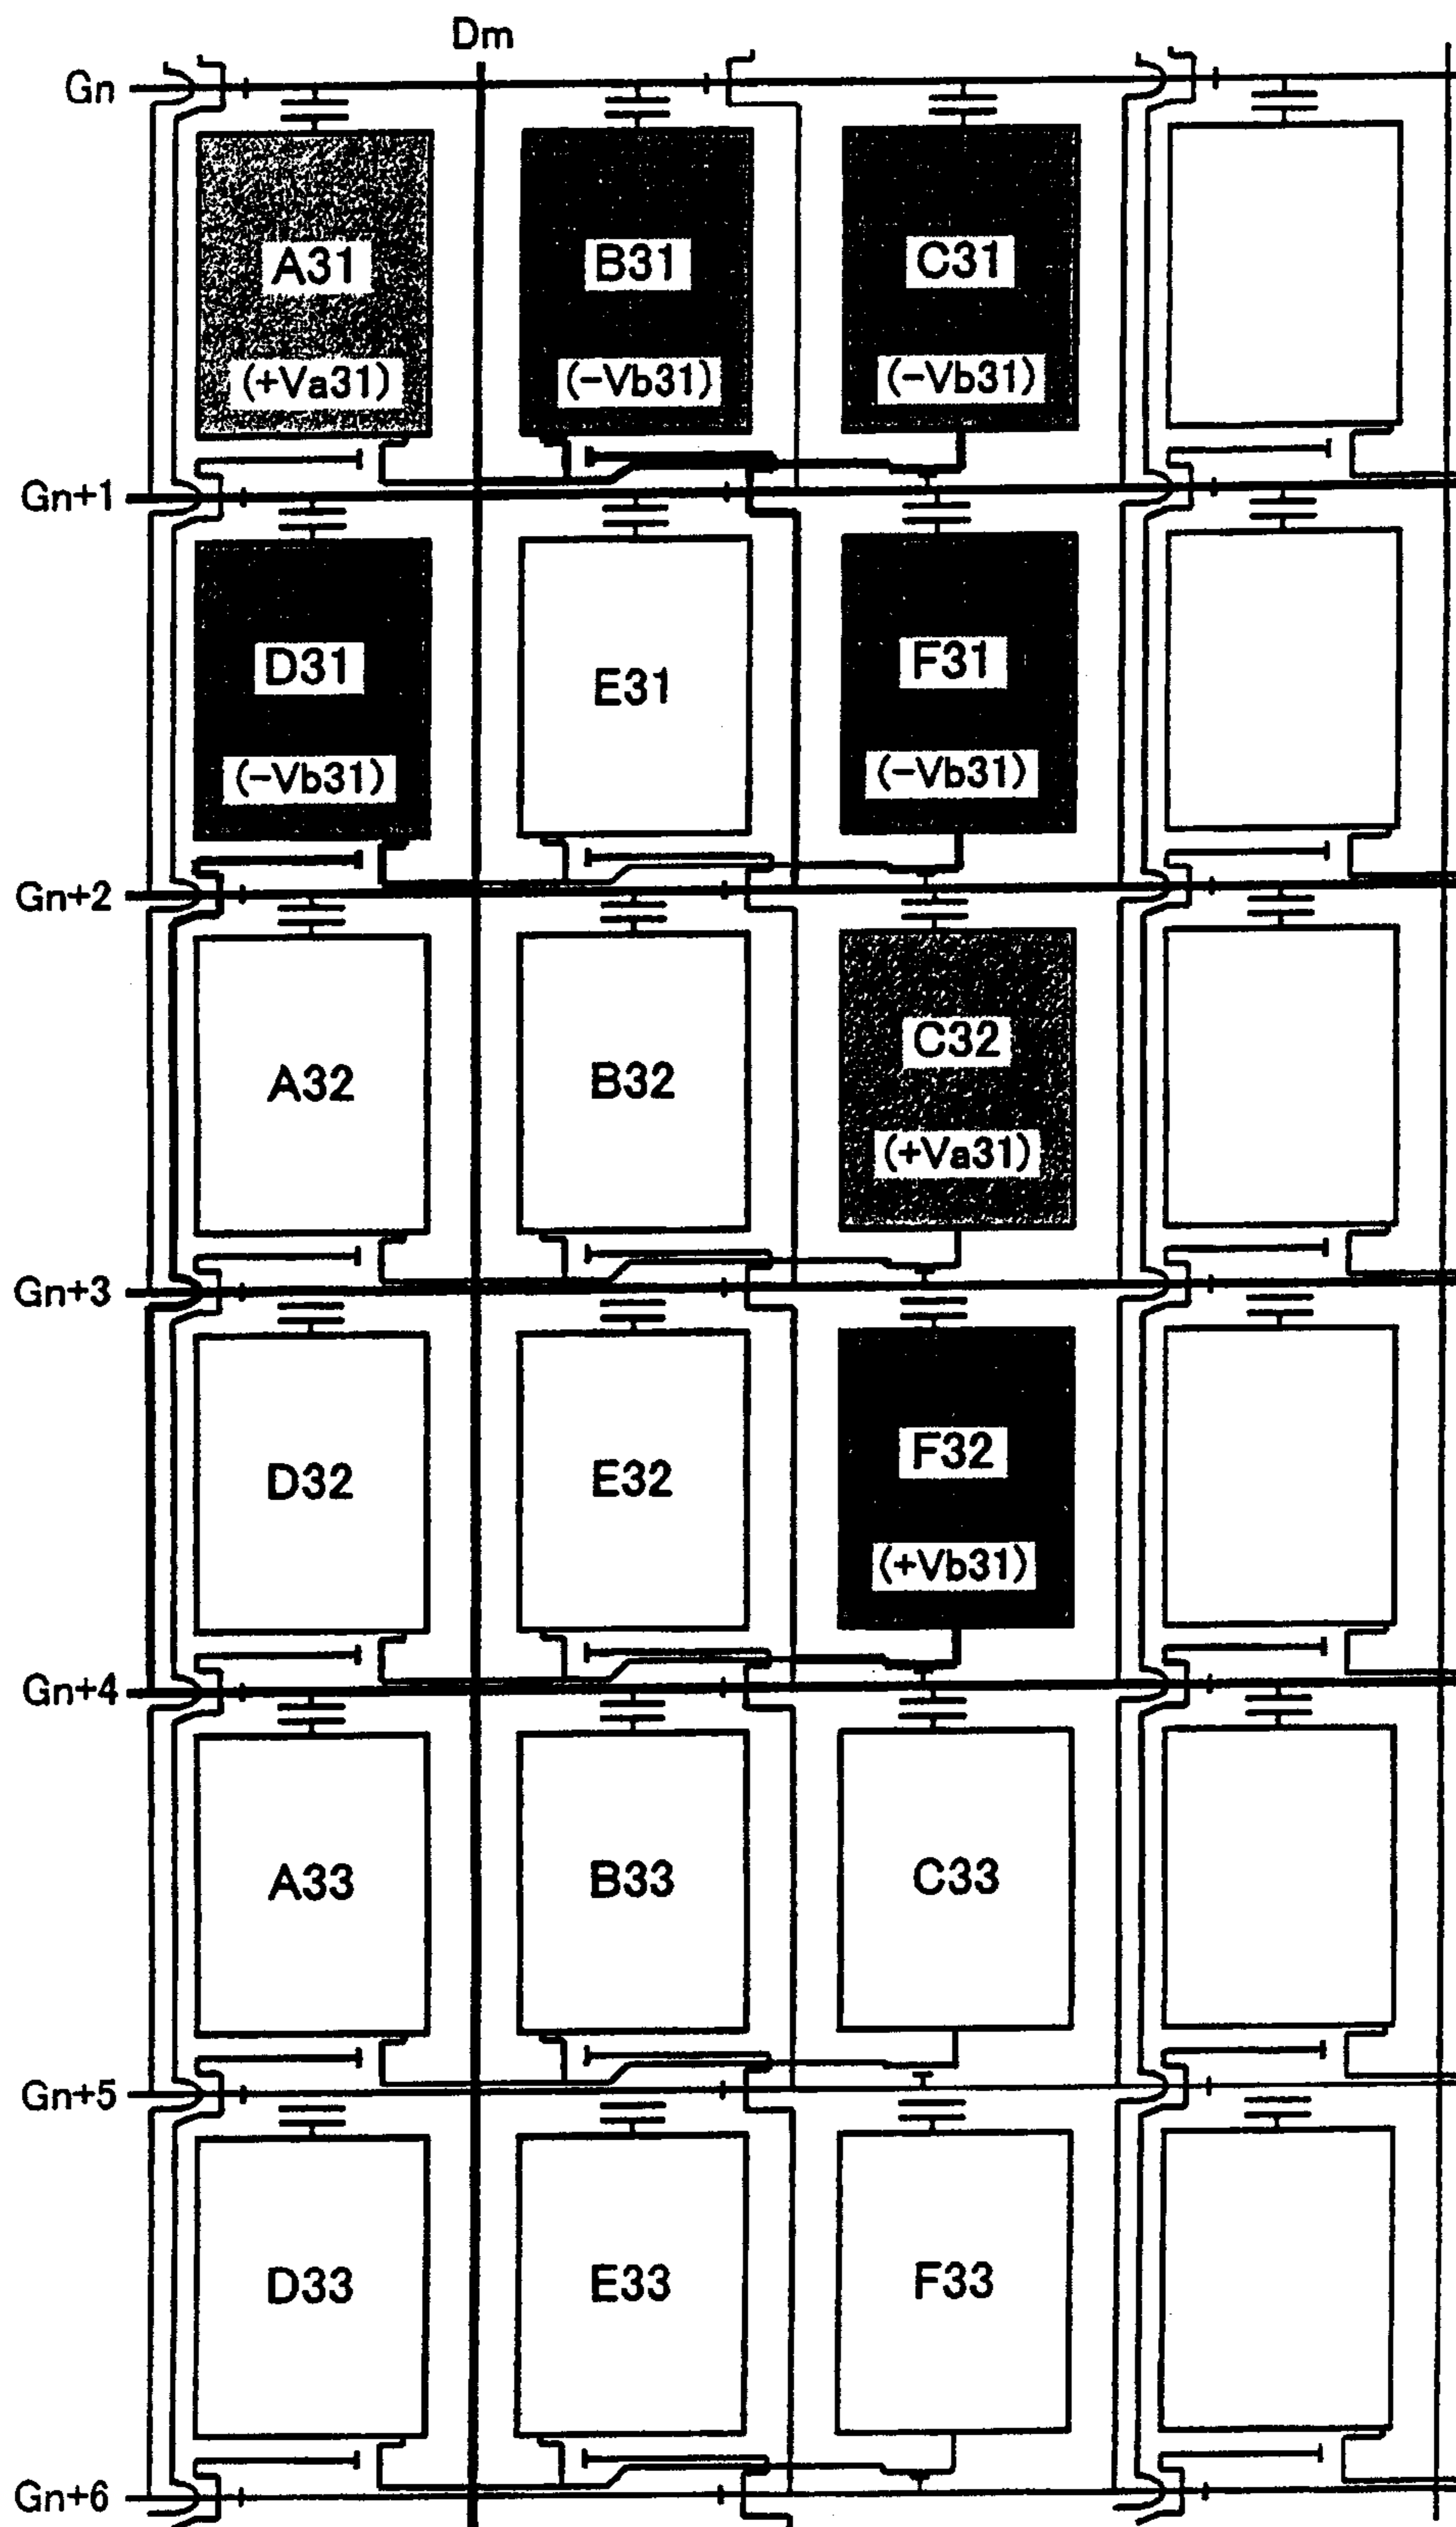 Dm
Gn
A31 B31 C31
(+Va31) (-Vb31) (-Vb31)
Gn+1
D31 E31 F31
(-Vb31) (-Vb31)
Gn+2
A32 B32 C32
(+Va31)
Gn+3
D32 E32 F32
(+Vb31)
Gn+4
A33 B33 C33
Gn+5
D33 E33 F33
Gn+6